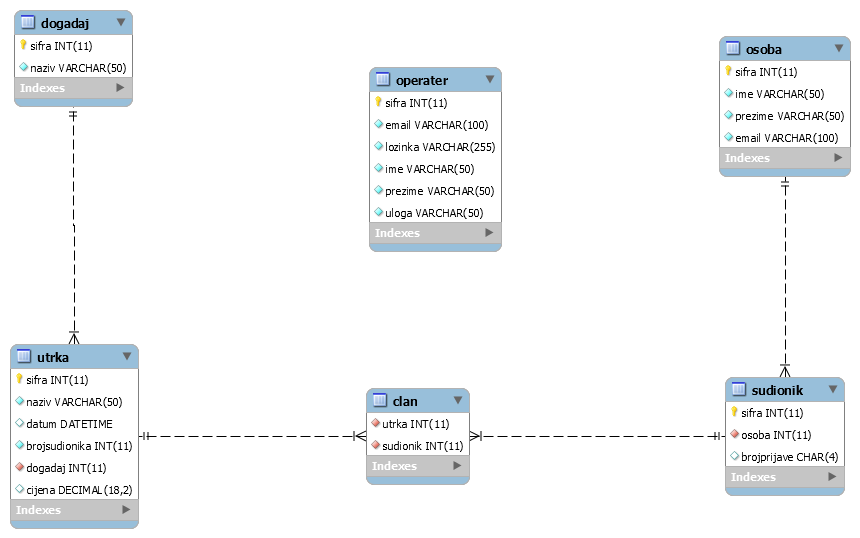 dogadaj
sifra INT(11)
naziv VARCHAR(50)
Indexes
operater
sifra INT(11)
email VARCHAR(100)
lozinka VARCHAR(255)
ime VARCHAR(50)
prezime VARCHAR(50)
uloga VARCHAR(50)
Indexes
osoba
sifra INT(11)
ime VARCHAR(50)
prezime VARCHAR(50)
email VARCHAR(100)
Indexes
utrka
sifra INT(11)
naziv VARCHAR(50)
datum DATETIME
brojsudionika INT(11)
dogadaj INT(11)
cijena DECIMAL(18,2)
Indexes
clan
utrka INT(11)
sudionik INT(11)
Indexes
sudionik
sifra INT(11)
osoba INT(11)
brojprijave CHAR(4)
Indexes